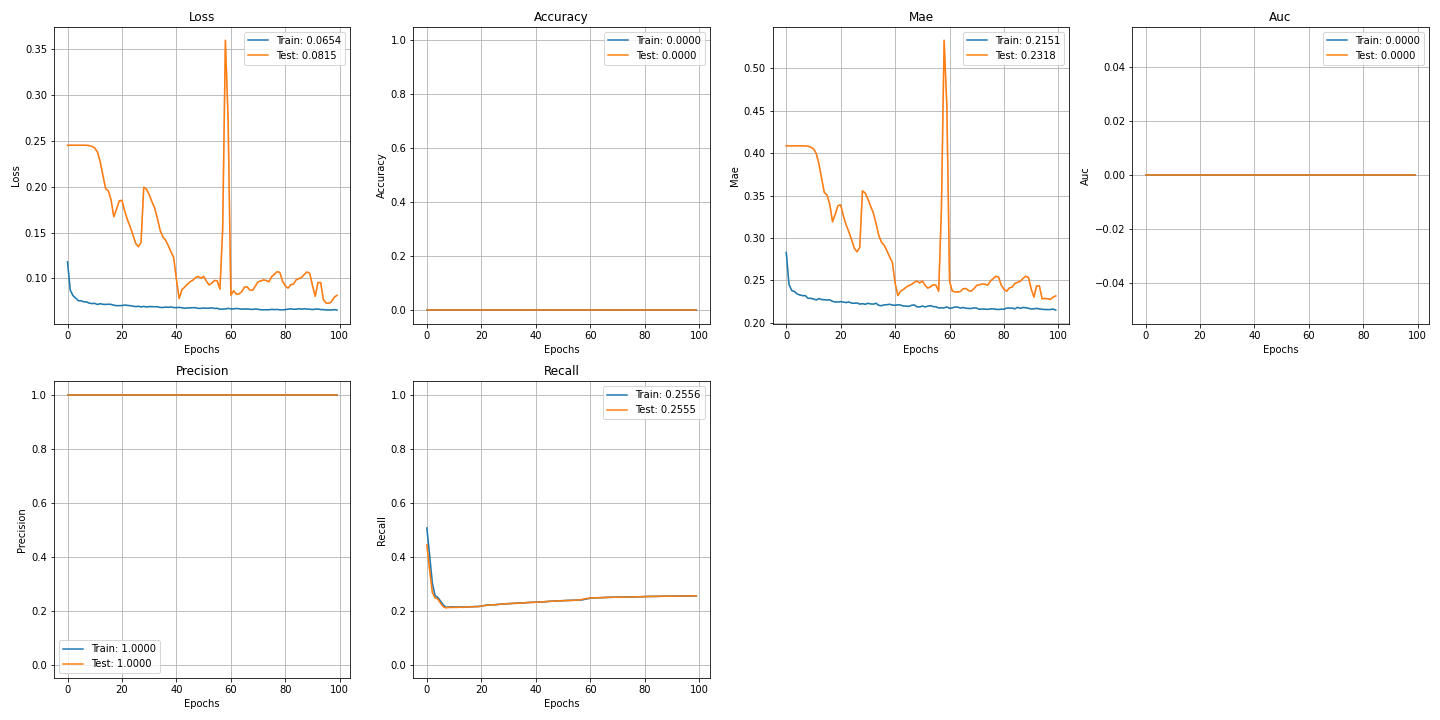 Loss
Train: 0.0654
Test: 0.0815
0.35
0.30
0.25
0.20
0.15
0.10
Loss
0 20 40 60 80 100
Epochs
Accuracy
Train: 0.0000
Test: 0.0000
1.0
0.8
0.6
0.4
0.2
0.0
Accuracy
0 20 40 60 80 100
Epochs
Mae
Train: 0.2151
Test: 0.2318
0.50
0.45
0.40
0.35
0.30
0.25
0.20
Mae
0 20 40 60 80 100
Epochs
Auc
Train: 0.0000
Test: 0.0000
0.04
0.02
0.00
−0.02
−0.04
Auc
0 20 40 60 80 100
Epochs
Precision
1.0
0.8
0.6
0.4
0.2
0.0
Precision
Train: 1.0000
Test: 1.0000
0 20 40 60 80 100
Epochs
Recall
Train: 0.2556
Test: 0.2555
1.0
0.8
0.6
0.4
0.2
0.0
Recall
0 20 40 60 80 100
Epochs